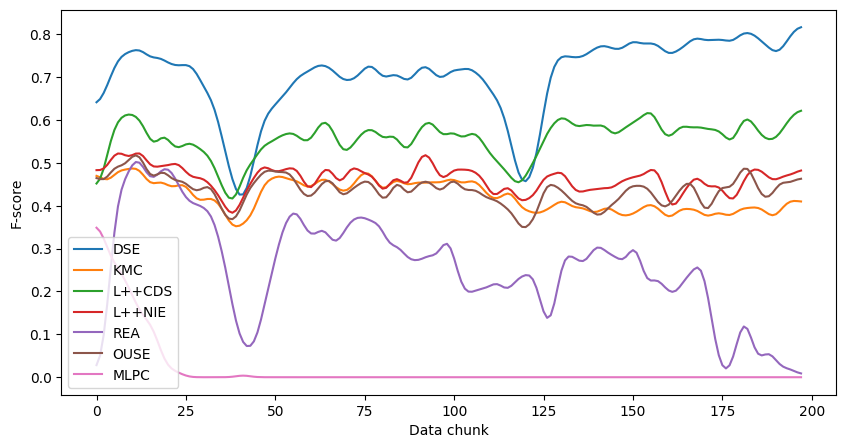 F-score
0.8
0.7
0.6
0.5
0.4
0.3
0.2
0.1
0.0
DSE
KMC
L++CDS
L++NIE
REA
OUSE
MLPC
0 25 50 75 100 125 150 175 200
Data chunk